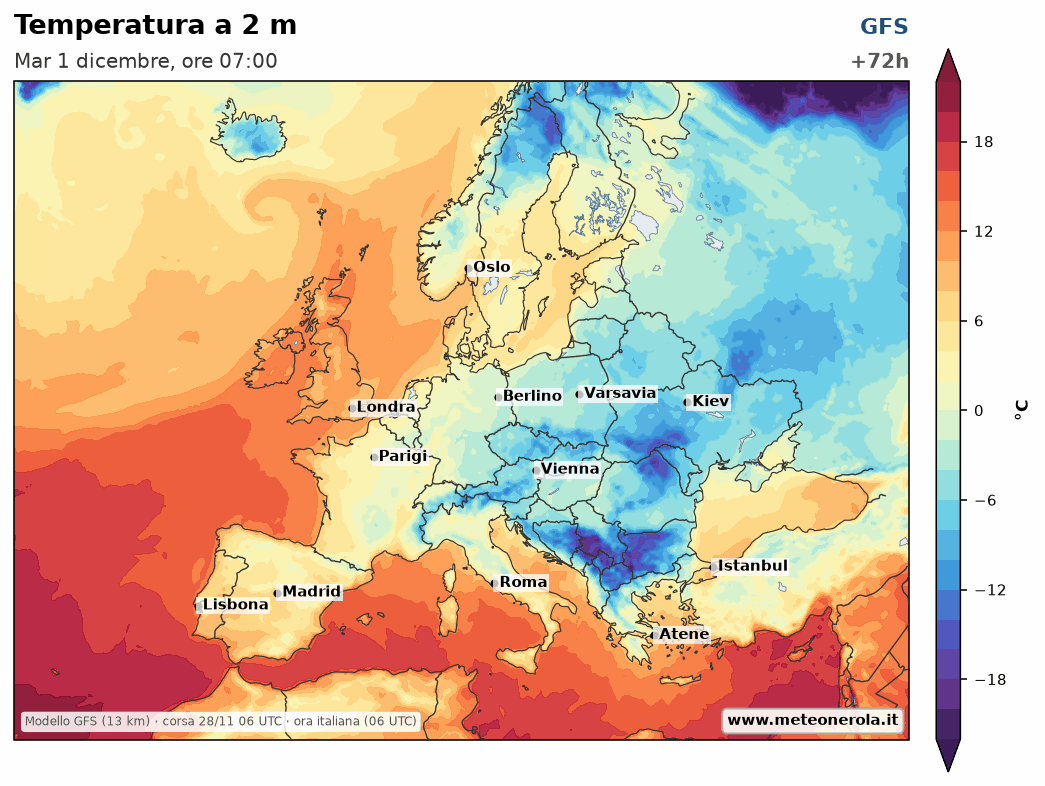 Temperatura a 2 m
GFS
Mar 1 dicembre, ore 07:00
+72h
Oslo
Berlino
Varsavia
Kiev
Londra
Parigi
Vienna
Istanbul
Roma
Madrid
Lisbona
Atene
Modello GFS (13 km) · corsa 28/11 06 UTC · ora italiana (06 UTC)
www.meteonerola.it
18
12
6
0
−6
−12
−18
°C